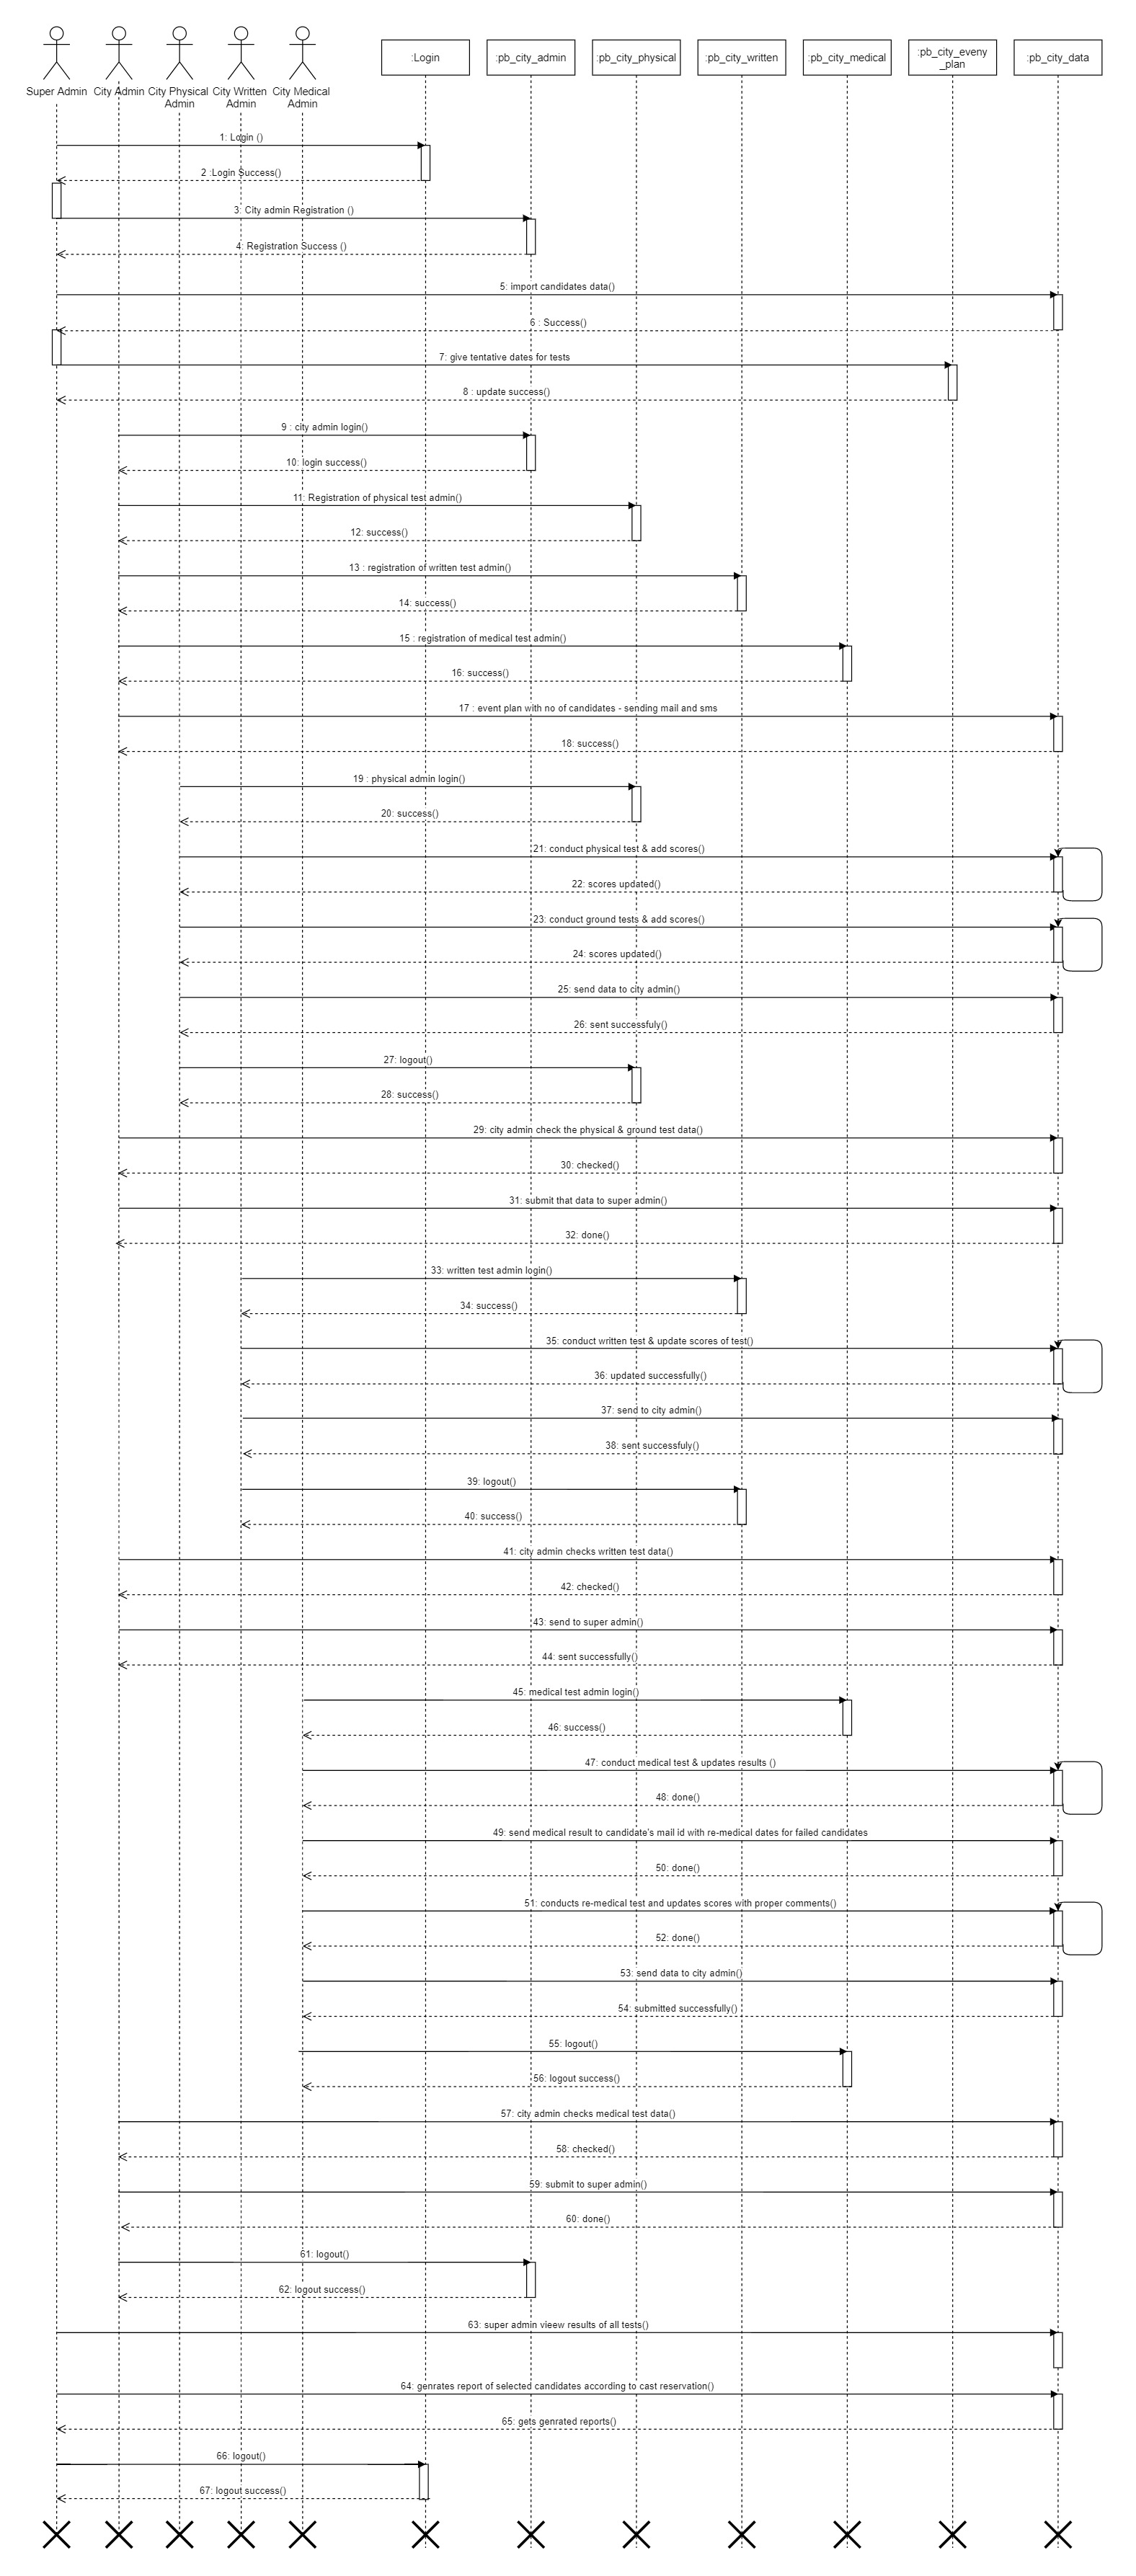 :Login
:pb_city_admin
:pb_city_physical
:pb_city_written
:pb_city_medical
:pb_city_eveny
_plan
:pb_city_data
Super Admin
City Admin
City Physical
Admin
City Written
Admin
City Medical
Admin
1: Login ()
2 :Login Success()
3: City admin Registration ()
4: Registration Success ()
5: import candidates data()
6 : Success()
7: give tentative dates for tests
8 : update success()
9 : city admin login()
10: login success()
11: Registration of physical test admin()
12: success()
13 : registration of written test admin()
14: success()
15 : registration of medical test admin()
16: success()
17 : event plan with no of candidates - sending mail and sms
18: success()
19 : physical admin login()
20: success()
21: conduct physical test & add scores()
22: scores updated()
23: conduct ground tests & add scores()
24: scores updated()
25: send data to city admin()
26: sent successfuly()
27: logout()
28: success()
29: city admin check the physical & ground test data()
30: checked()
31: submit that data to super admin()
32: done()
33: written test admin login()
34: success()
35: conduct written test & update scores of test()
36: updated successfully()
37: send to city admin()
38: sent successfuly()
39: logout()
40: success()
41: city admin checks written test data()
42: checked()
43: send to super admin()
44: sent successfully()
45: medical test admin login()
46: success()
47: conduct medical test & updates results ()
48: done()
49: send medical result to candidate's mail id with re-medical dates for failed candidates
50: done()
51: conducts re-medical test and updates scores with proper comments()
52: done()
53: send data to city admin()
54: submitted successfully()
55: logout()
56: logout success()
57: city admin checks medical test data()
58: checked()
59: submit to super admin()
60: done()
61: logout()
62: logout success()
63: super admin vieew results of all tests()
64: genrates report of selected candidates according to cast reservation()
65: gets genrated reports()
66: logout()
67: logout success()